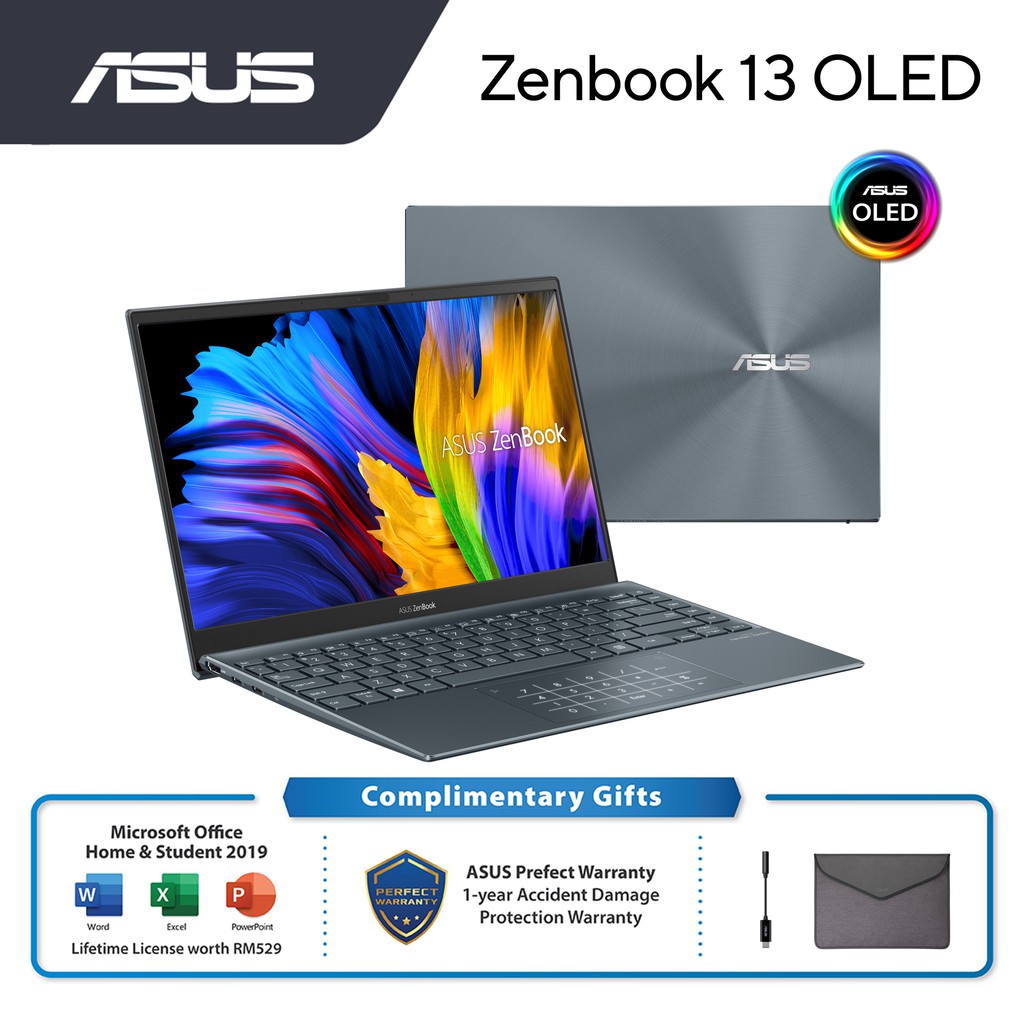 ASUS
Zenbook 13 OLED
ASUS
OLED
ASUS
ASUS ZenBook
ASUS ZenBook
Complimentary Gifts
Microsoft Office
Home & Student 2019
W
X
P
Word
Excel
PowerPoint
Lifetime License worth RM529
PERFECT
WARRANTY
ASUS Prefect Warranty
1-year Accident Damage
Protection Warranty